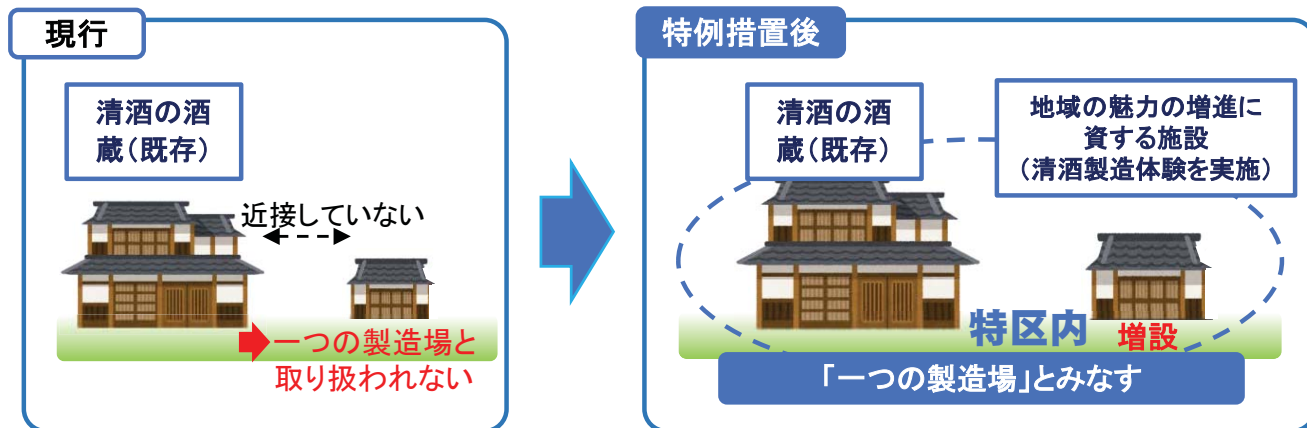 現行
清酒の酒
蔵（既存）
近接していない
一つの製造場と
取り扱われない
特例措置後
清酒の酒
蔵（既存）
地域の魅力の増進に
資する施設
（清酒製造体験を実施）
特区内
増設
「一つの製造場」とみなす